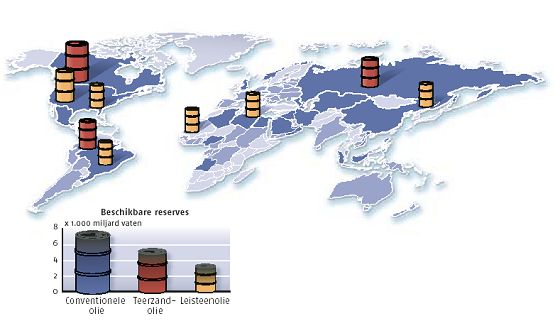 Beschikbare reserves
x 1.000 miljard vaten
8
6
4
2
0
Conventionele
olie
Teerzand-
olie
Leisteenolie